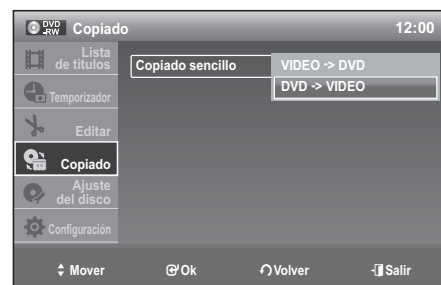 DVD -RW Copiado 12:00
Lista de títulos
Copiado sencillo VIDEO -> DVD
DVD -> VIDEO
Temporizador
Editar
Copiado
Ajuste del disco
Configuración
Mover Ok Volver Salir